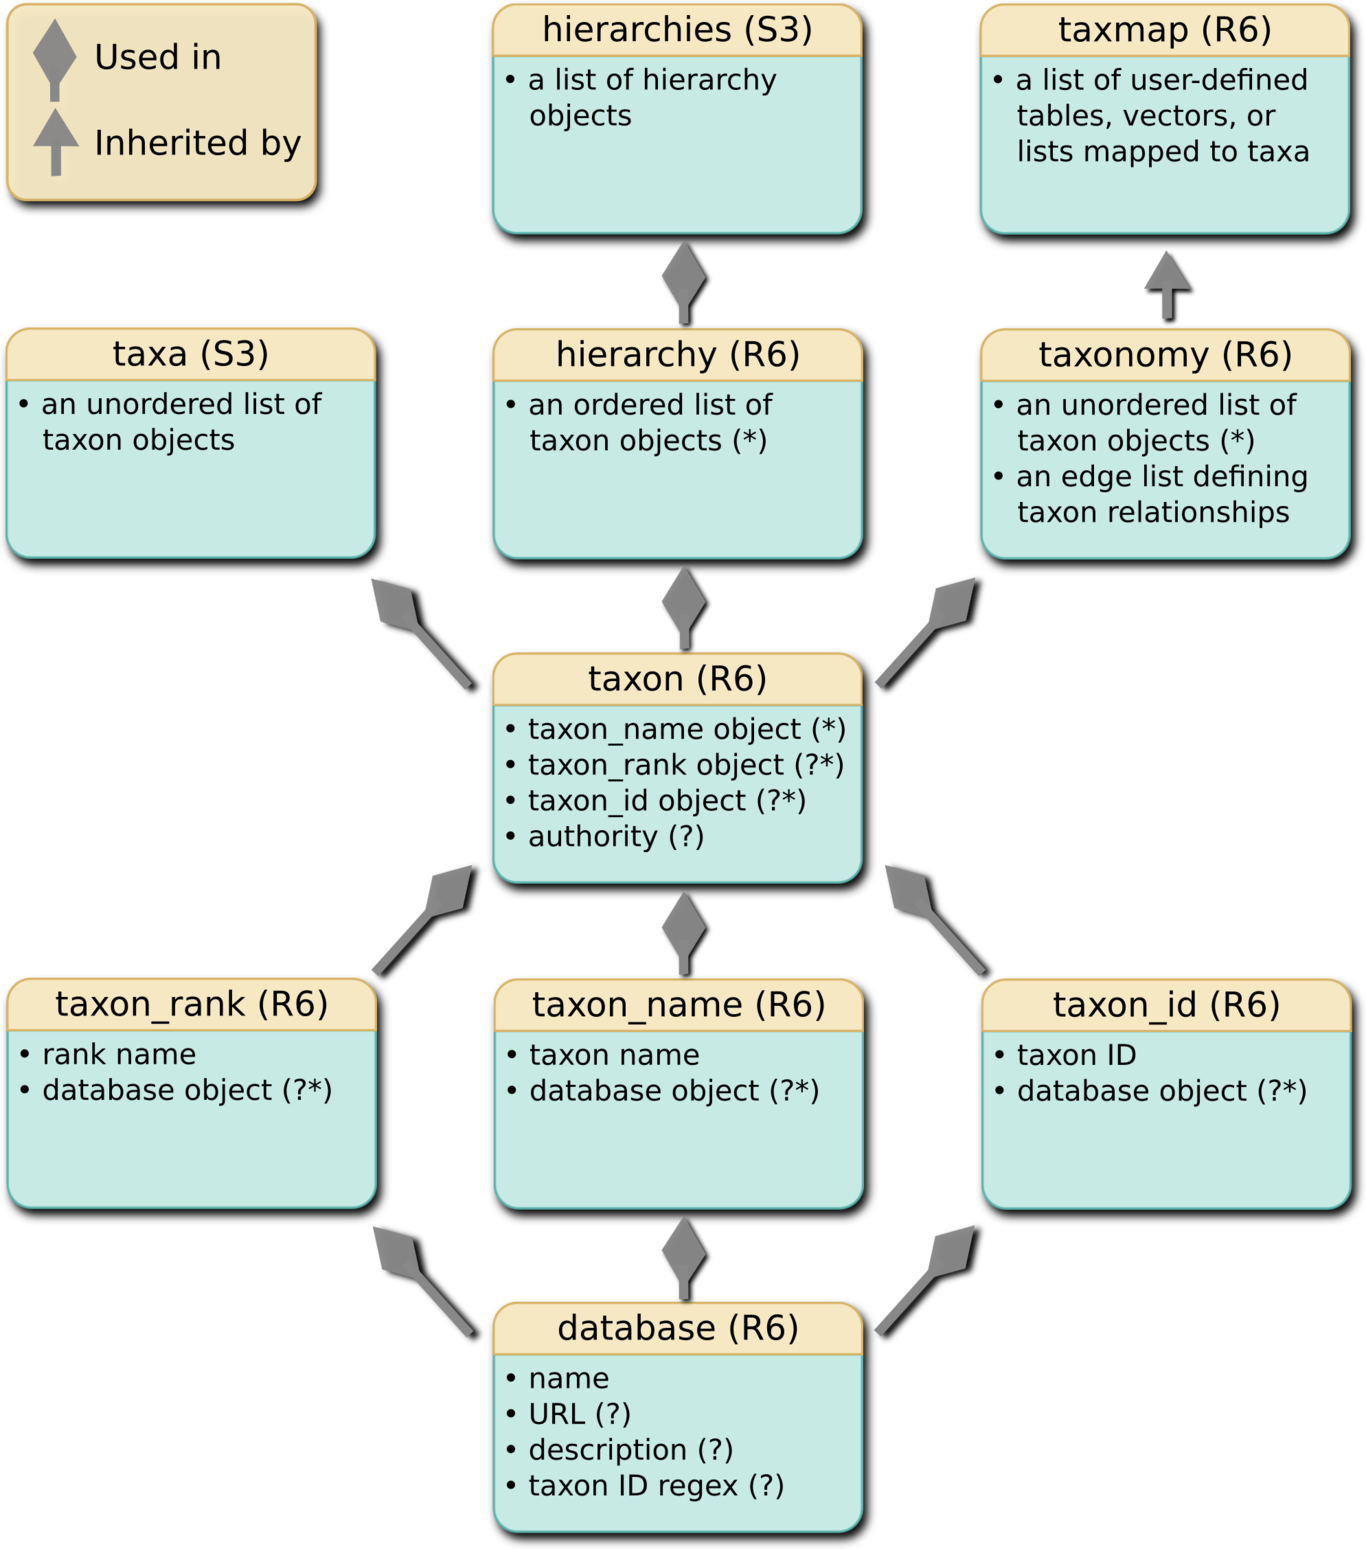 Used in
Inherited by
hierarchies (S3)
• a list of hierarchy
objects
taxmap (R6)
• a list of user-defined
tables, vectors, or
lists mapped to taxa
taxa (S3)
• an unordered list of
taxon objects
hierarchy (R6)
• an ordered list of
taxon objects (*)
taxonomy (R6)
• an unordered list of
taxon objects (*)
• an edge list defining
taxon relationships
taxon (R6)
• taxon_name object (*)
• taxon_rank object (?*)
• taxon_id object (?*)
• authority (?)
taxon_rank (R6)
• rank name
• database object (?*)
taxon_name (R6)
• taxon name
• database object (?*)
taxon_id (R6)
• taxon ID
• database object (?*)
database (R6)
• name
• URL (?)
• description (?)
• taxon ID regex (?)